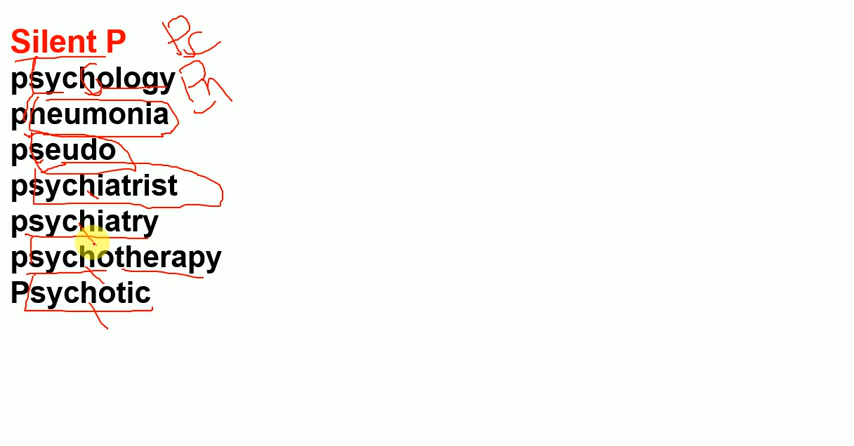 Silent P
psychology
pneumonia
pseudo
psychiatrist
psychiatry
psychotherapy
Psychotic